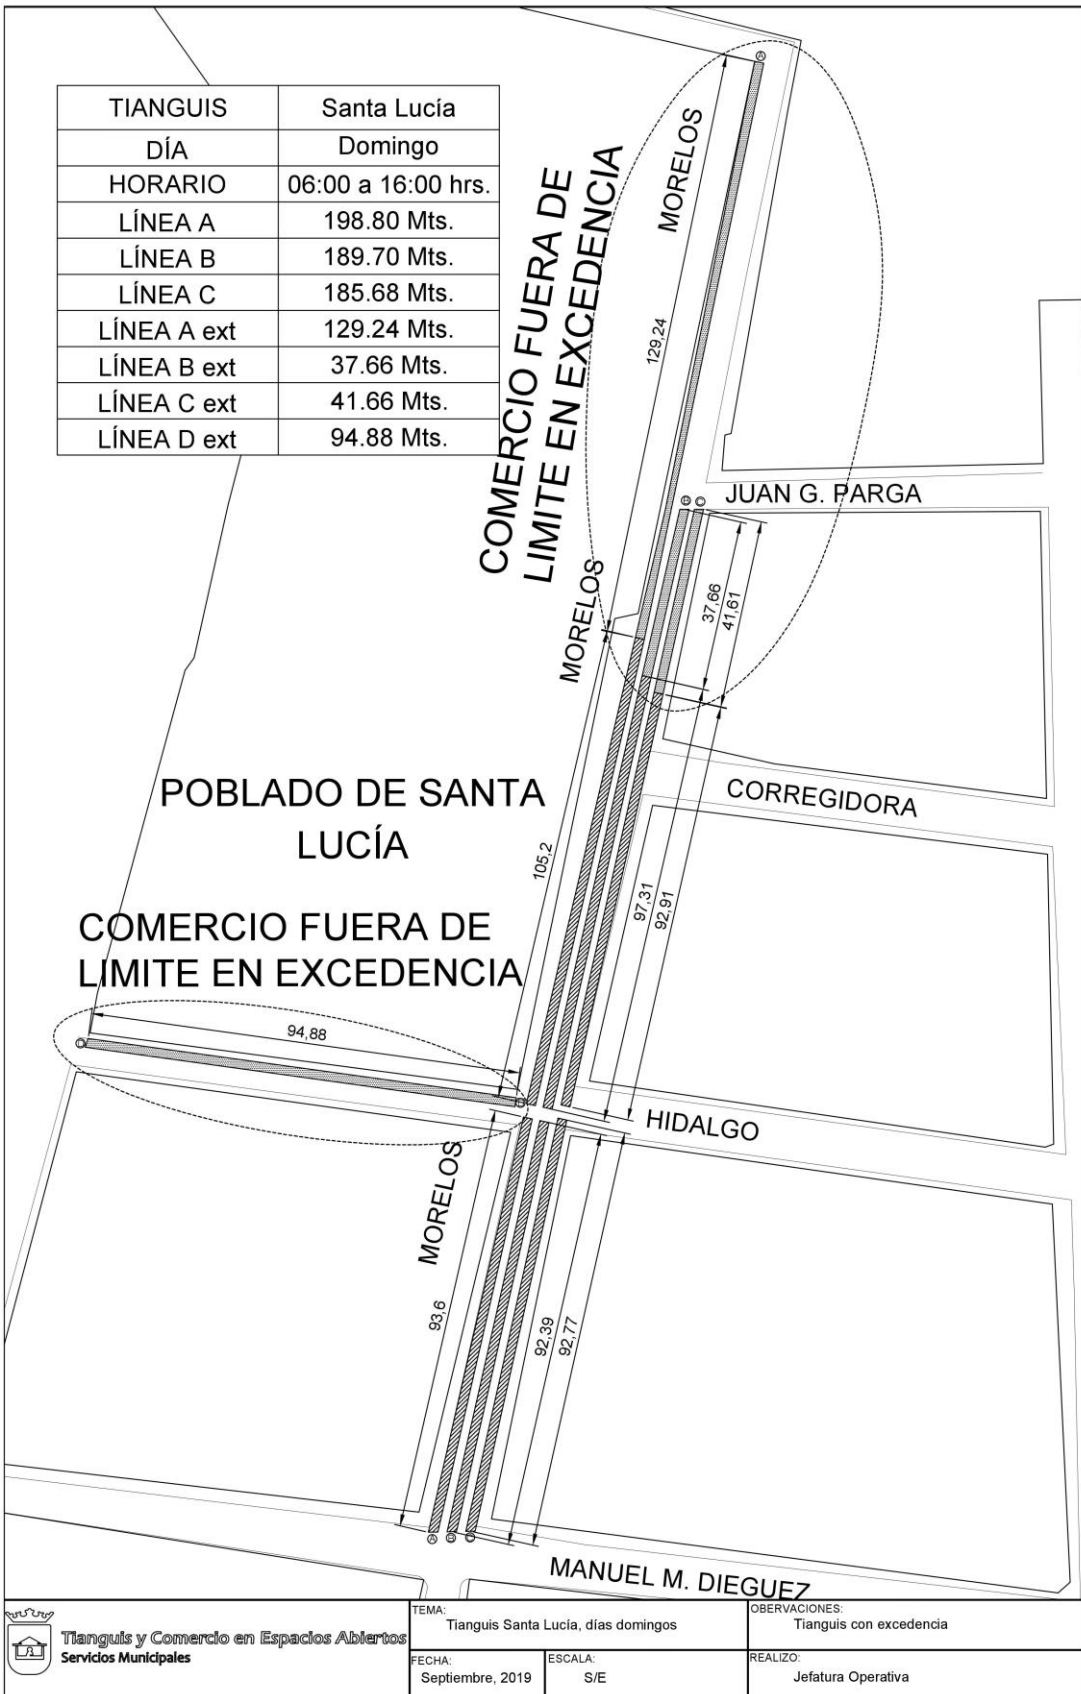 TIANGUIS Santa Lucía
DÍA Domingo
HORARIO 06:00 a 16:00 hrs.
LÍNEA A 198.80 Mts.
LÍNEA B 189.70 Mts.
LÍNEA C 185.68 Mts.
LÍNEA A ext 129.24 Mts.
LÍNEA B ext 37.66 Mts.
LÍNEA C ext 41.66 Mts.
LÍNEA D ext 94.88 Mts.
COMERCIO FUERA DE
LIMITE EN EXCEDENCIA
MORELOS
129,24
A
JUAN G. PARGA
B
C
37,66
41,61
MORELOS
CORREGIDORA
POBLADO DE SANTA
LUCÍA
105,2
97,31
92,91
COMERCIO FUERA DE
LIMITE EN EXCEDENCIA
94,88
D
D
HIDALGO
MORELOS
93,6
92,39
92,77
A
B
C
MANUEL M. DIEGUEZ
Tianguis y Comercio en Espacios Abiertos
Servicios Municipales
TEMA:
Tianguis Santa Lucía, días domingos
OBSERVACIONES:
Tianguis con excedencia
FECHA:
Septiembre, 2019
ESCALA:
S/E
REALIZO:
Jefatura Operativa